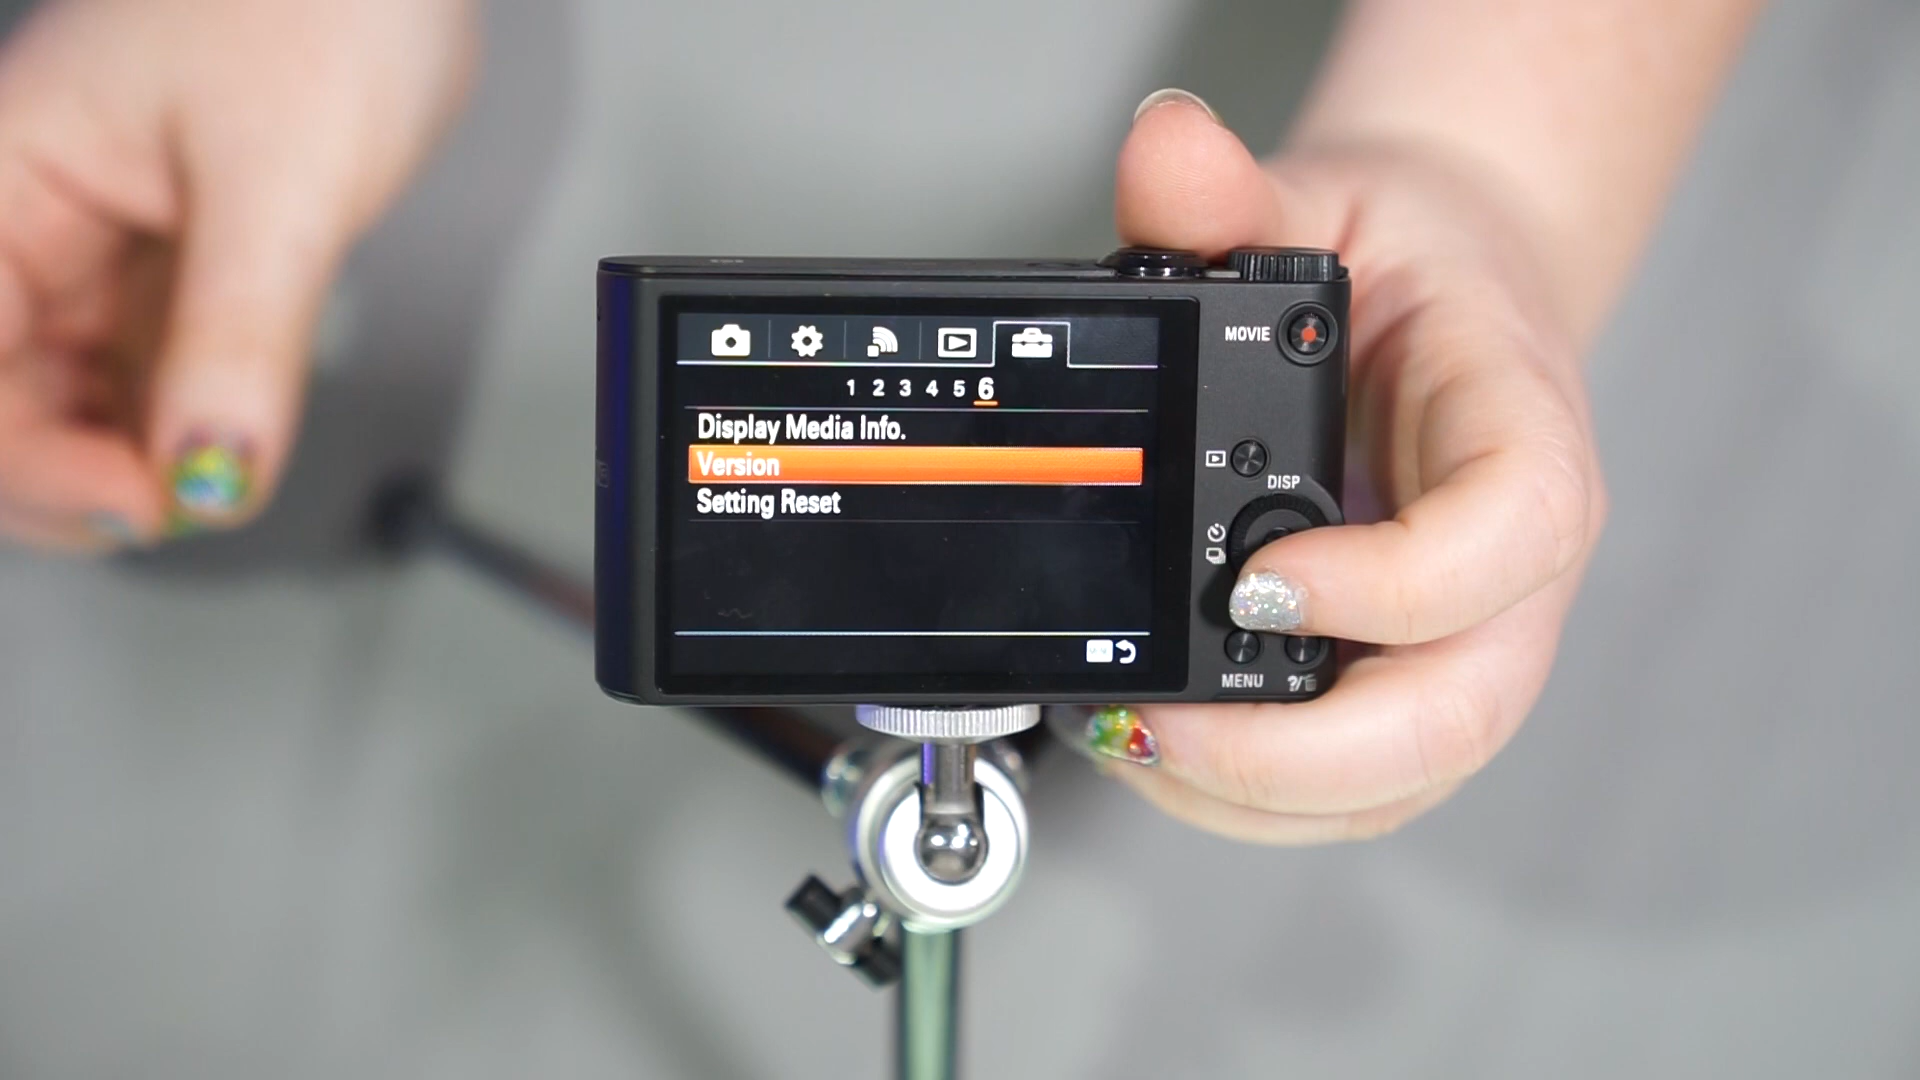 MOVIE
1 2 3 4 5 6
Display Media Info.
Version
Setting Reset
DISP
MENU
?/